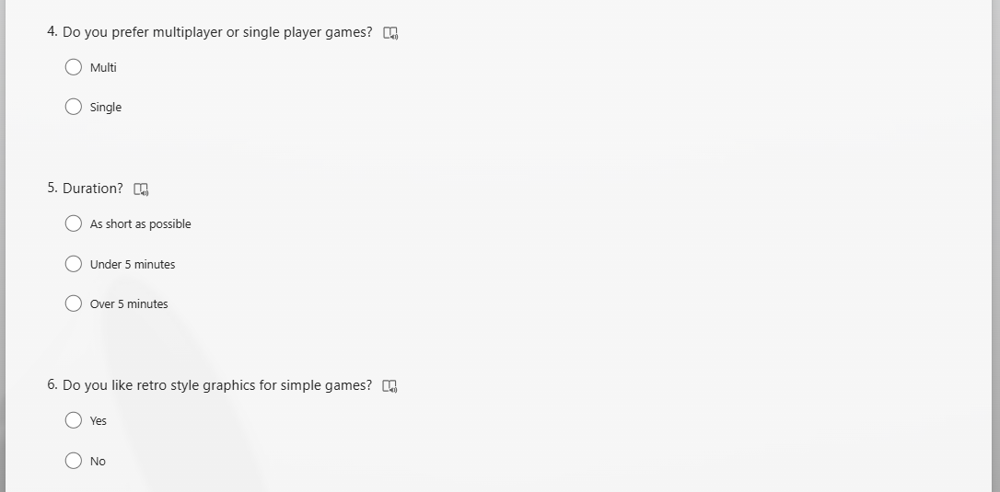 4. Do you prefer multiplayer or single player games?
Multi
Single
5. Duration?
As short as possible
Under 5 minutes
Over 5 minutes
6. Do you like retro style graphics for simple games?
Yes
No